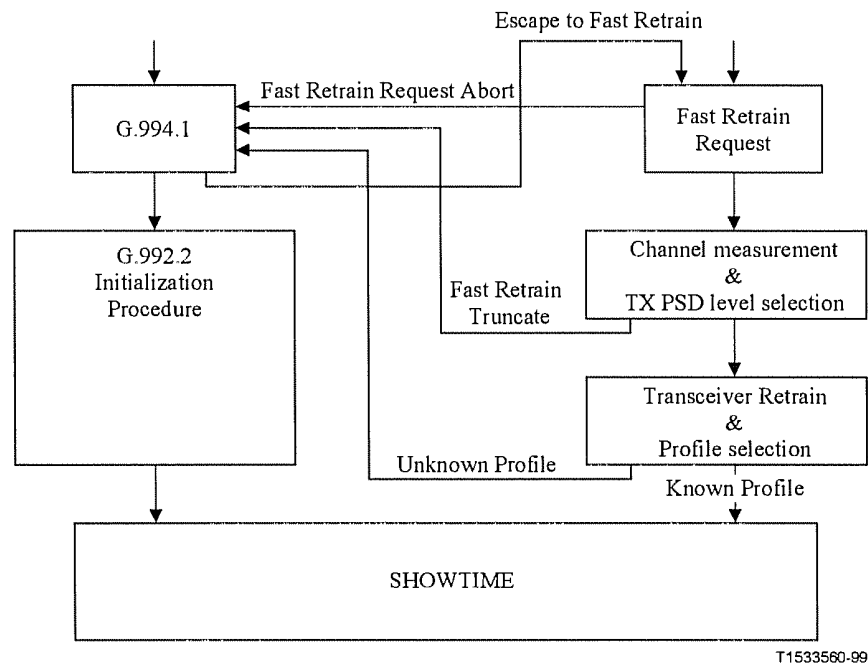 Escape to Fast Retrain
Fast Retrain Request Abort
G.994.1
Fast Retrain
Request
G.992.2
Initialization
Procedure
Channel measurement
&
TX PSD level selection
Fast Retrain
Truncate
Transceiver Retrain
&
Profile selection
Unknown Profile
Known Profile
SHOWTIME
T1533560-99